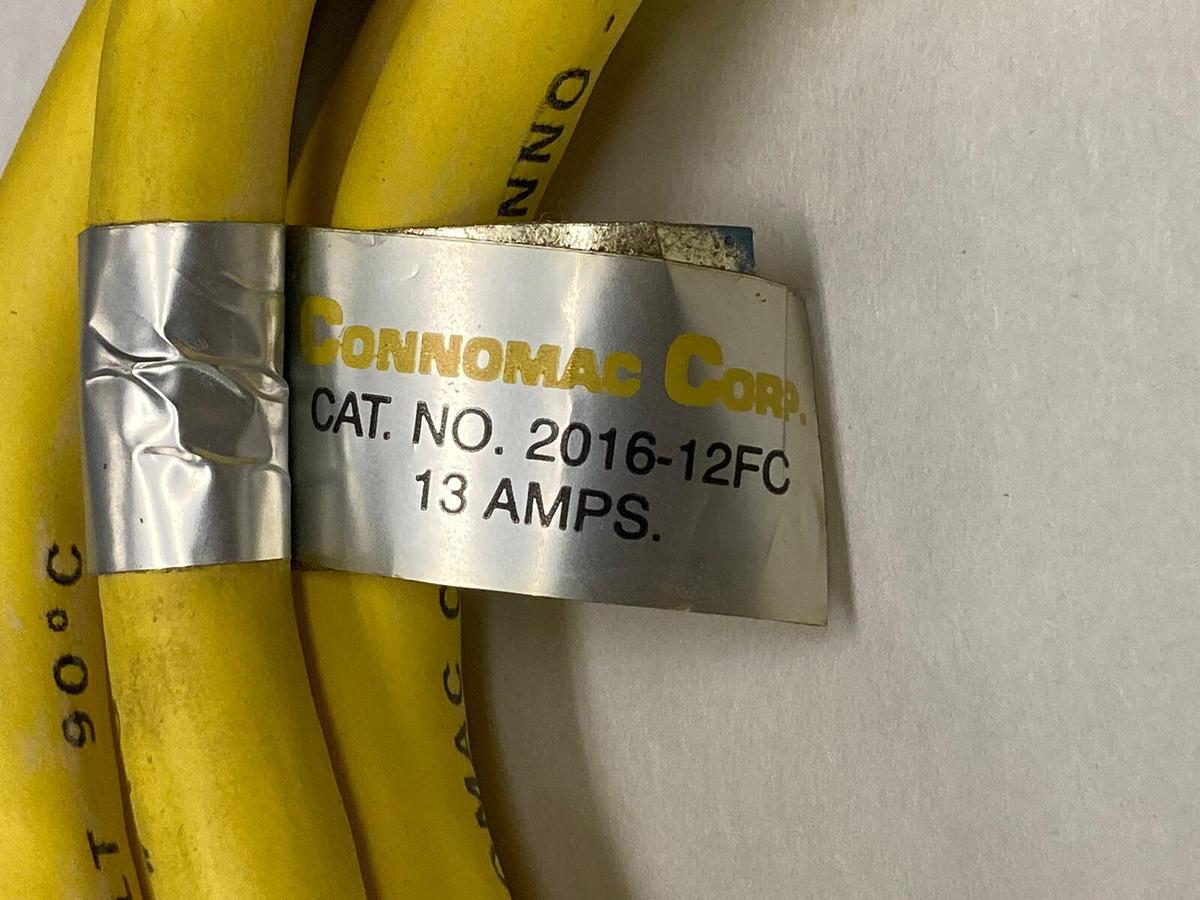 CONNOMAC CORP.
CAT. NO. 2016-12FC
13 AMPS.
90°C